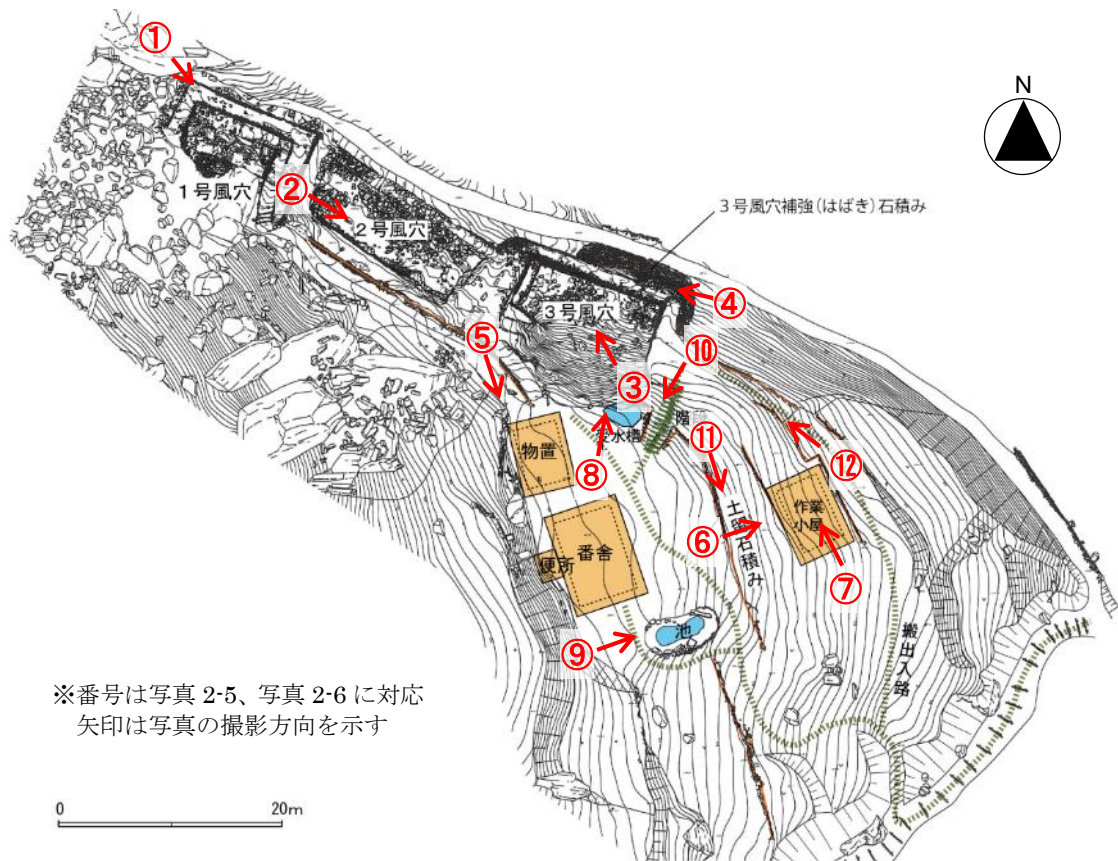 ①
N
1号風穴
②
2号風穴
3号風穴補強(はばき)石積み
④
3号風穴
⑤
⑩
③
受水槽
階
⑪
物置
⑧
⑫
土留石積み
作業
小屋
⑥
番舎
便所
⑦
池
⑨
搬出入路
※番号は写真 2-5、写真 2-6 に対応
矢印は写真の撮影方向を示す
0
20m